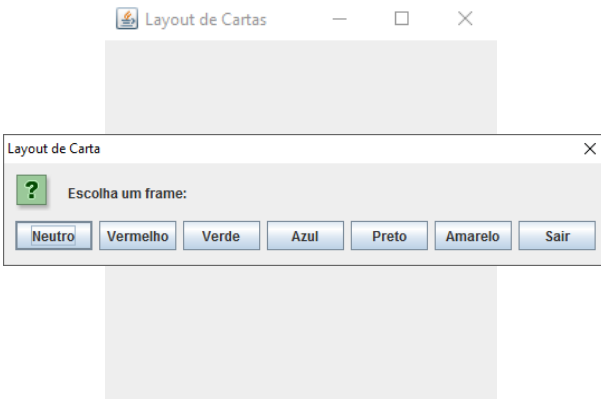 Layout de Cartas
Layout de Carta
?
Escolha um frame:
Neutro Vermelho Verde Azul Preto Amarelo Sair